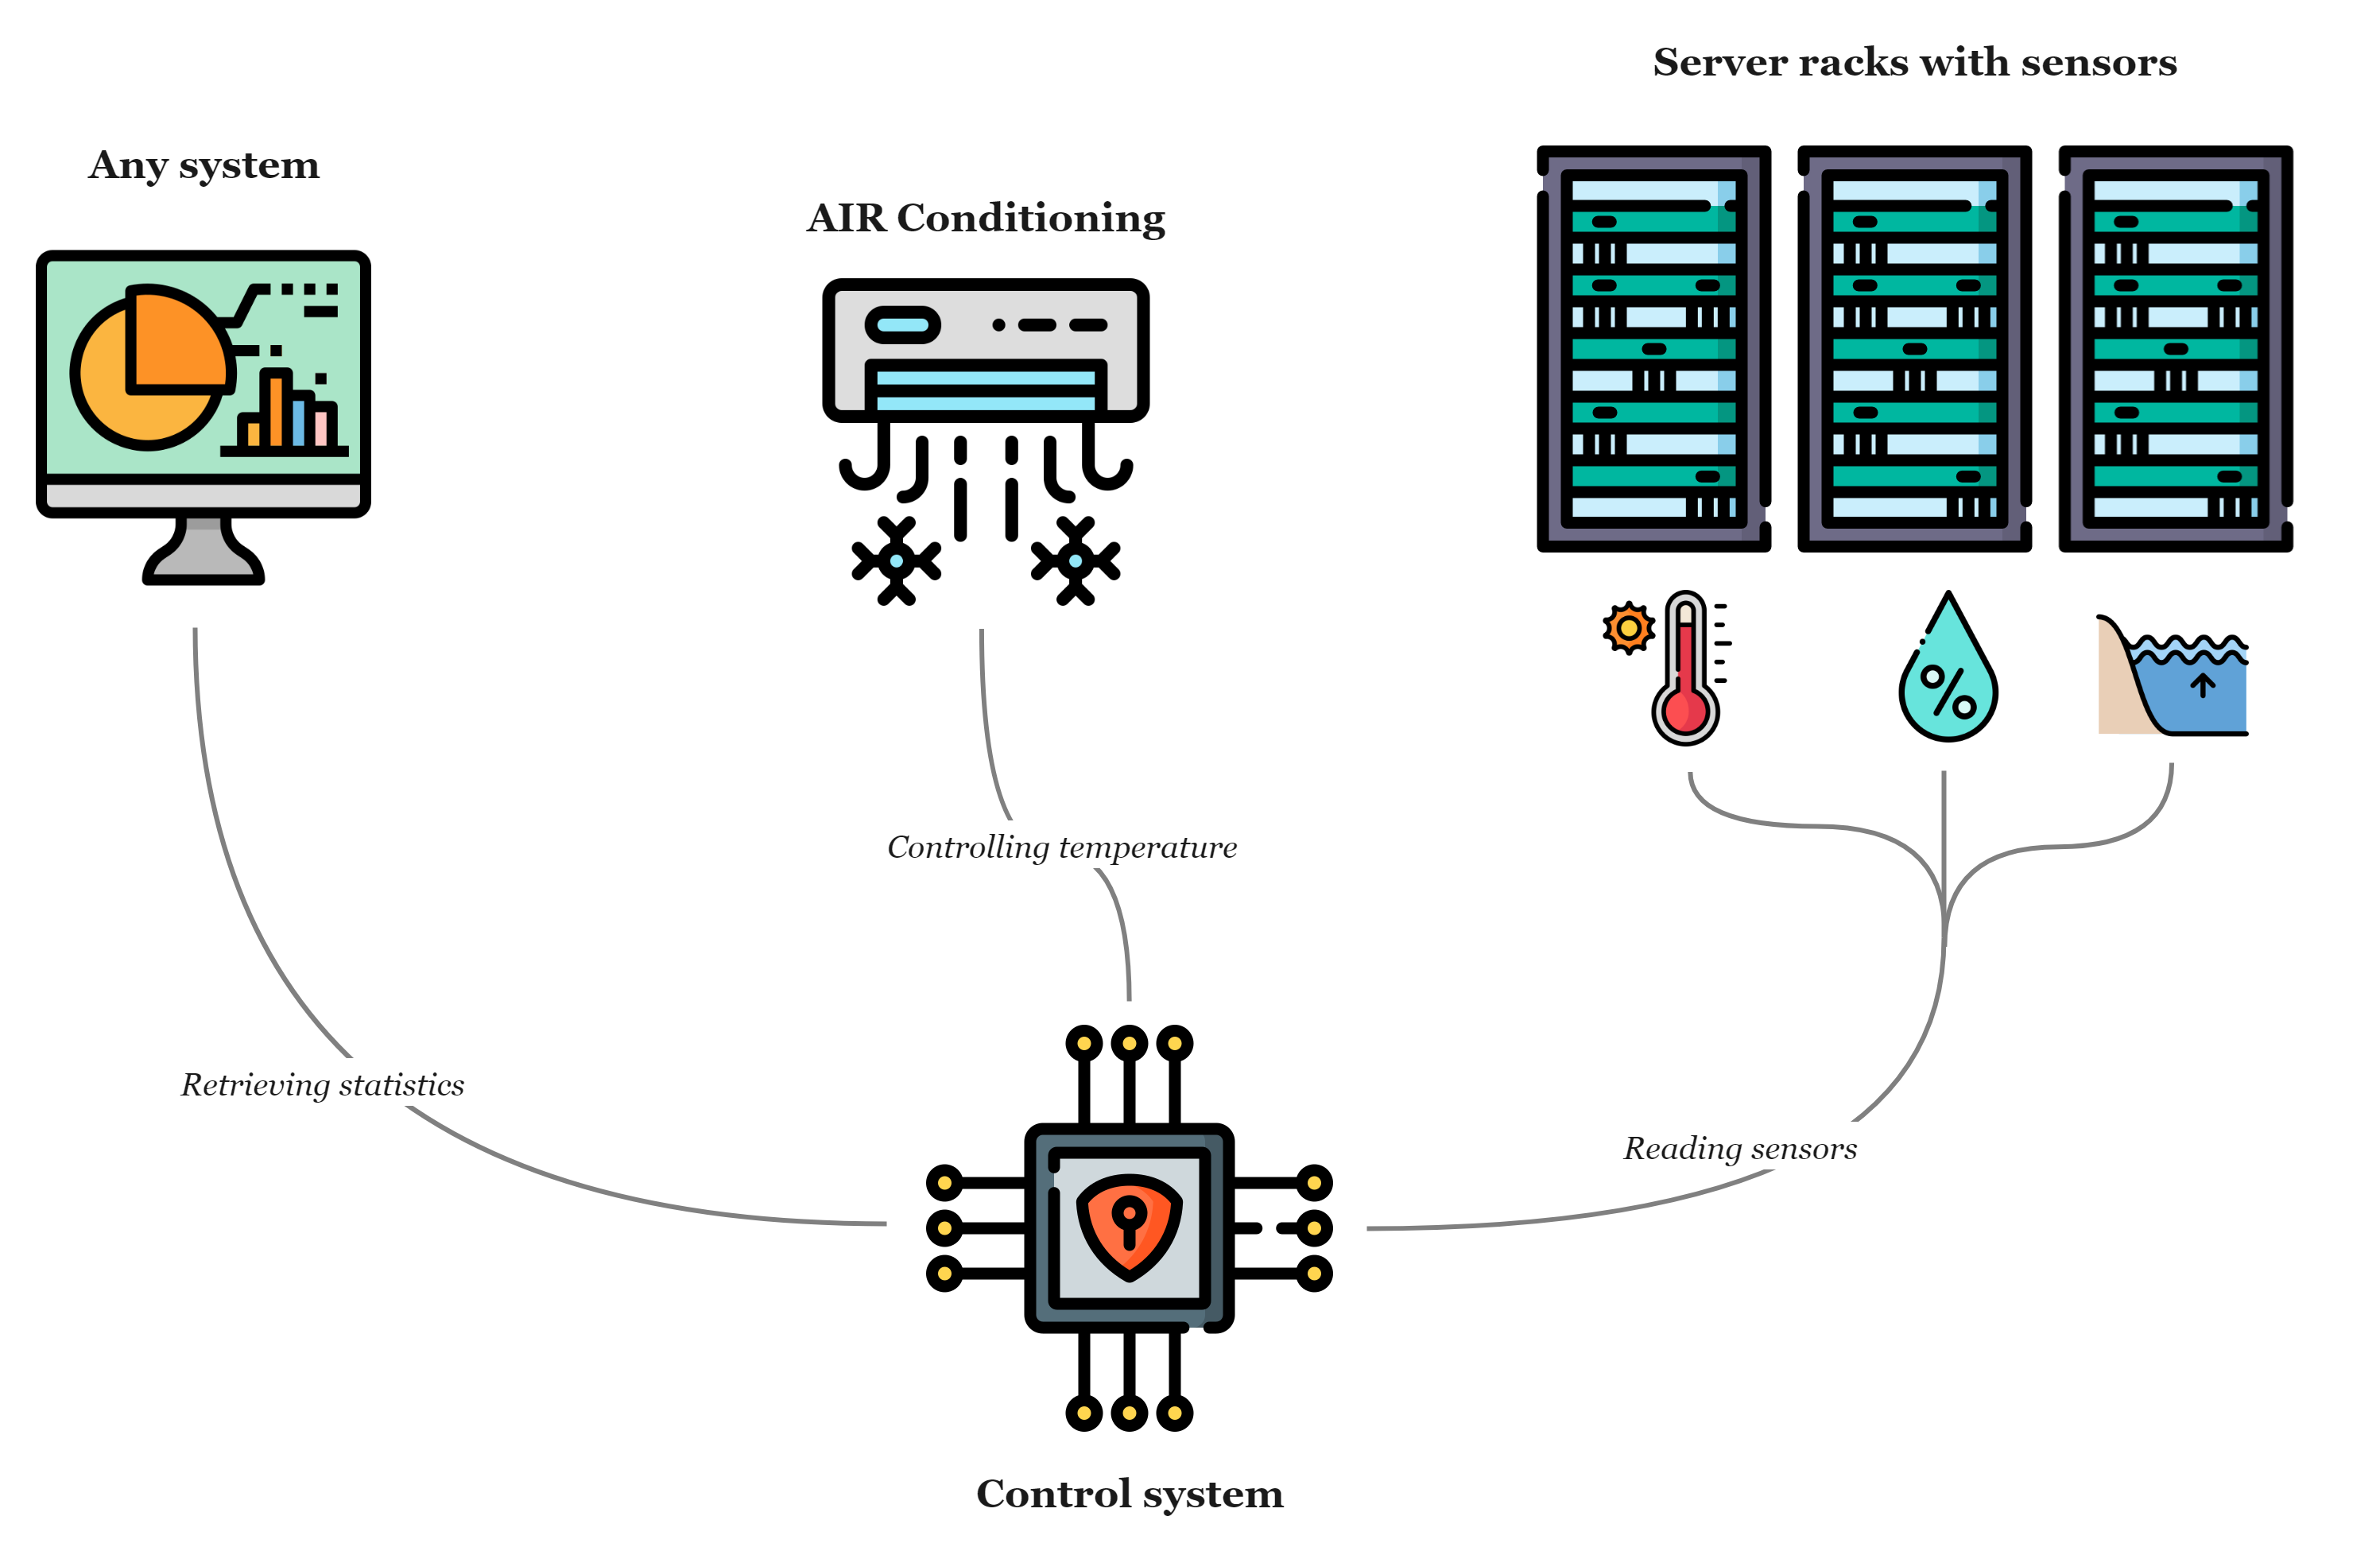 Server racks with sensors
Any system
AIR Conditioning
Controlling temperature
Retrieving statistics
Reading sensors
Control system